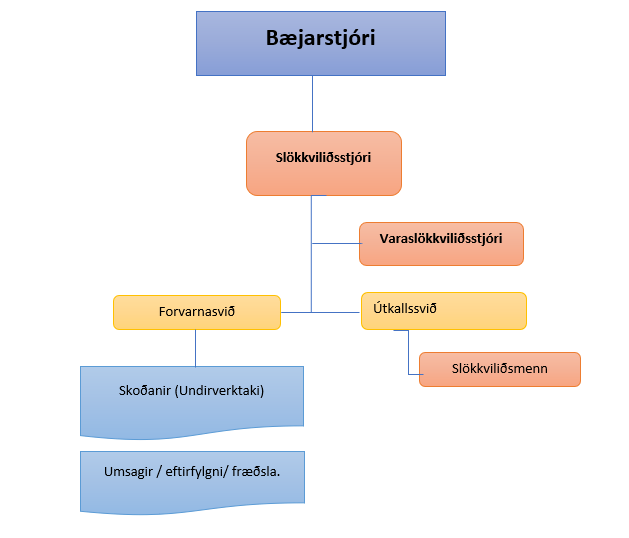 Bæjarstjóri
Slökkviliðsstjóri
Varaslökkviliðsstjóri
Forvarnasvið
Útkallssvið
Slökkviliðsmenn
Skoðanir (Undirverktaki)
Umsagir / eftirfylgni/ fræðsla.